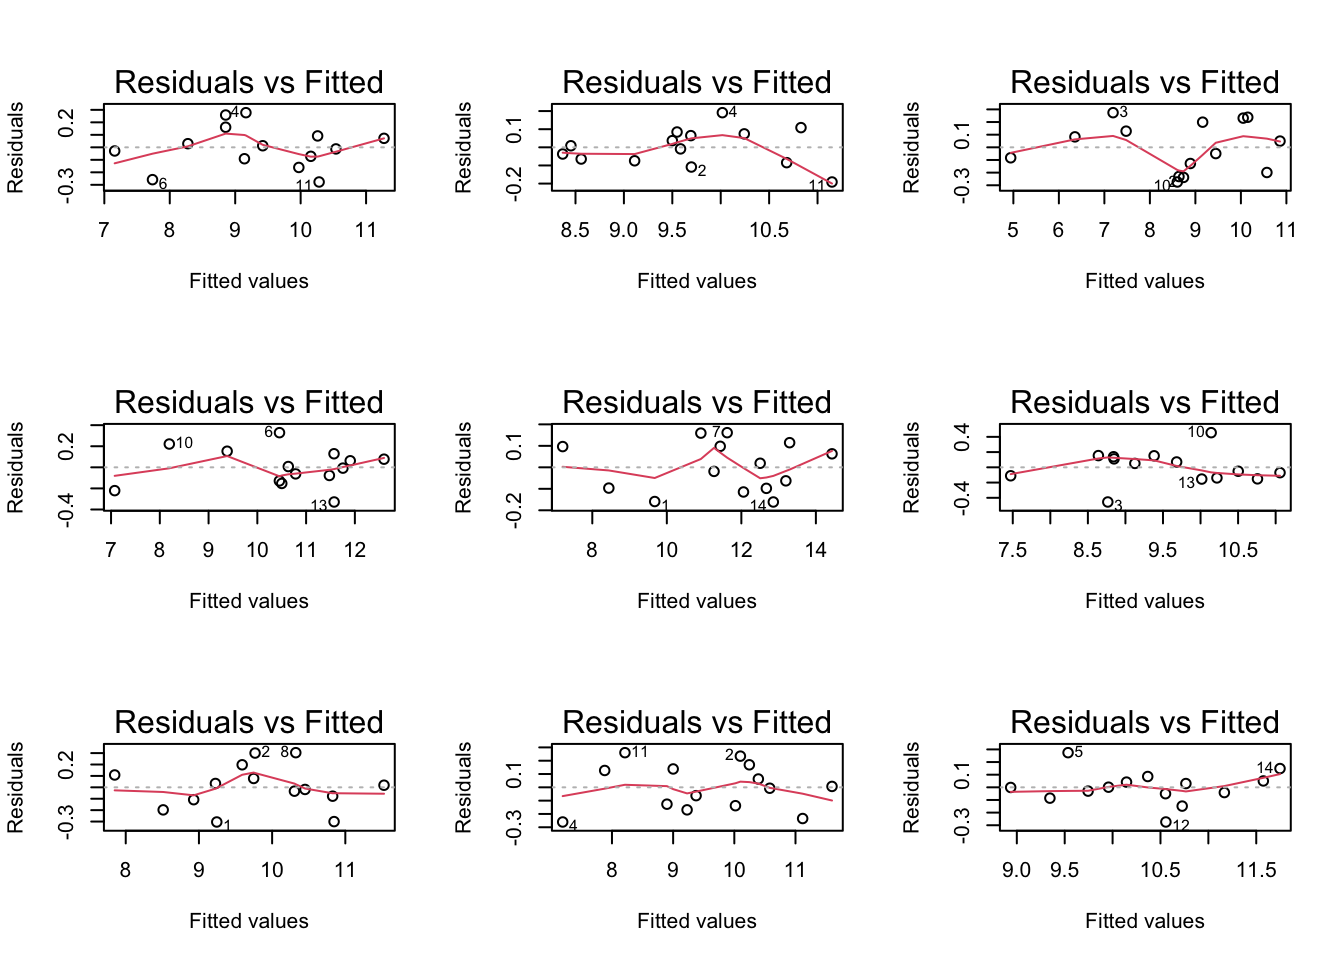 Residuals vs Fitted
Residuals
0.2
-0.3
4
6
11
7 8 9 10 11
Fitted values
Residuals vs Fitted
Residuals
0.1
-0.2
4
2
11
8.5 9.0 9.5 10.5
Fitted values
Residuals vs Fitted
Residuals
0.1
-0.3
3
10
5 6 7 8 9 10 11
Fitted values
Residuals vs Fitted
Residuals
0.2
-0.4
6
10
13
7 8 9 10 11 12
Fitted values
Residuals vs Fitted
Residuals
0.1
-0.2
7
1
14
8 10 12 14
Fitted values
Residuals vs Fitted
Residuals
0.4
-0.4
10
13
3
7.5 8.5 9.5 10.5
Fitted values
Residuals vs Fitted
Residuals
0.2
-0.3
2 8
1
8 9 10 11
Fitted values
Residuals vs Fitted
Residuals
0.1
-0.3
11 2
4
8 9 10 11
Fitted values
Residuals vs Fitted
Residuals
0.1
-0.3
5
14
12
9.0 9.5 10.5 11.5
Fitted values